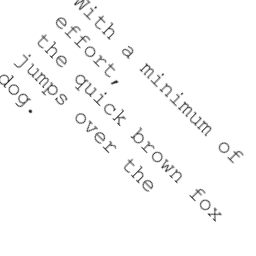 With a minimum of
effort,
the quick brown fox
jumps over the
dog.